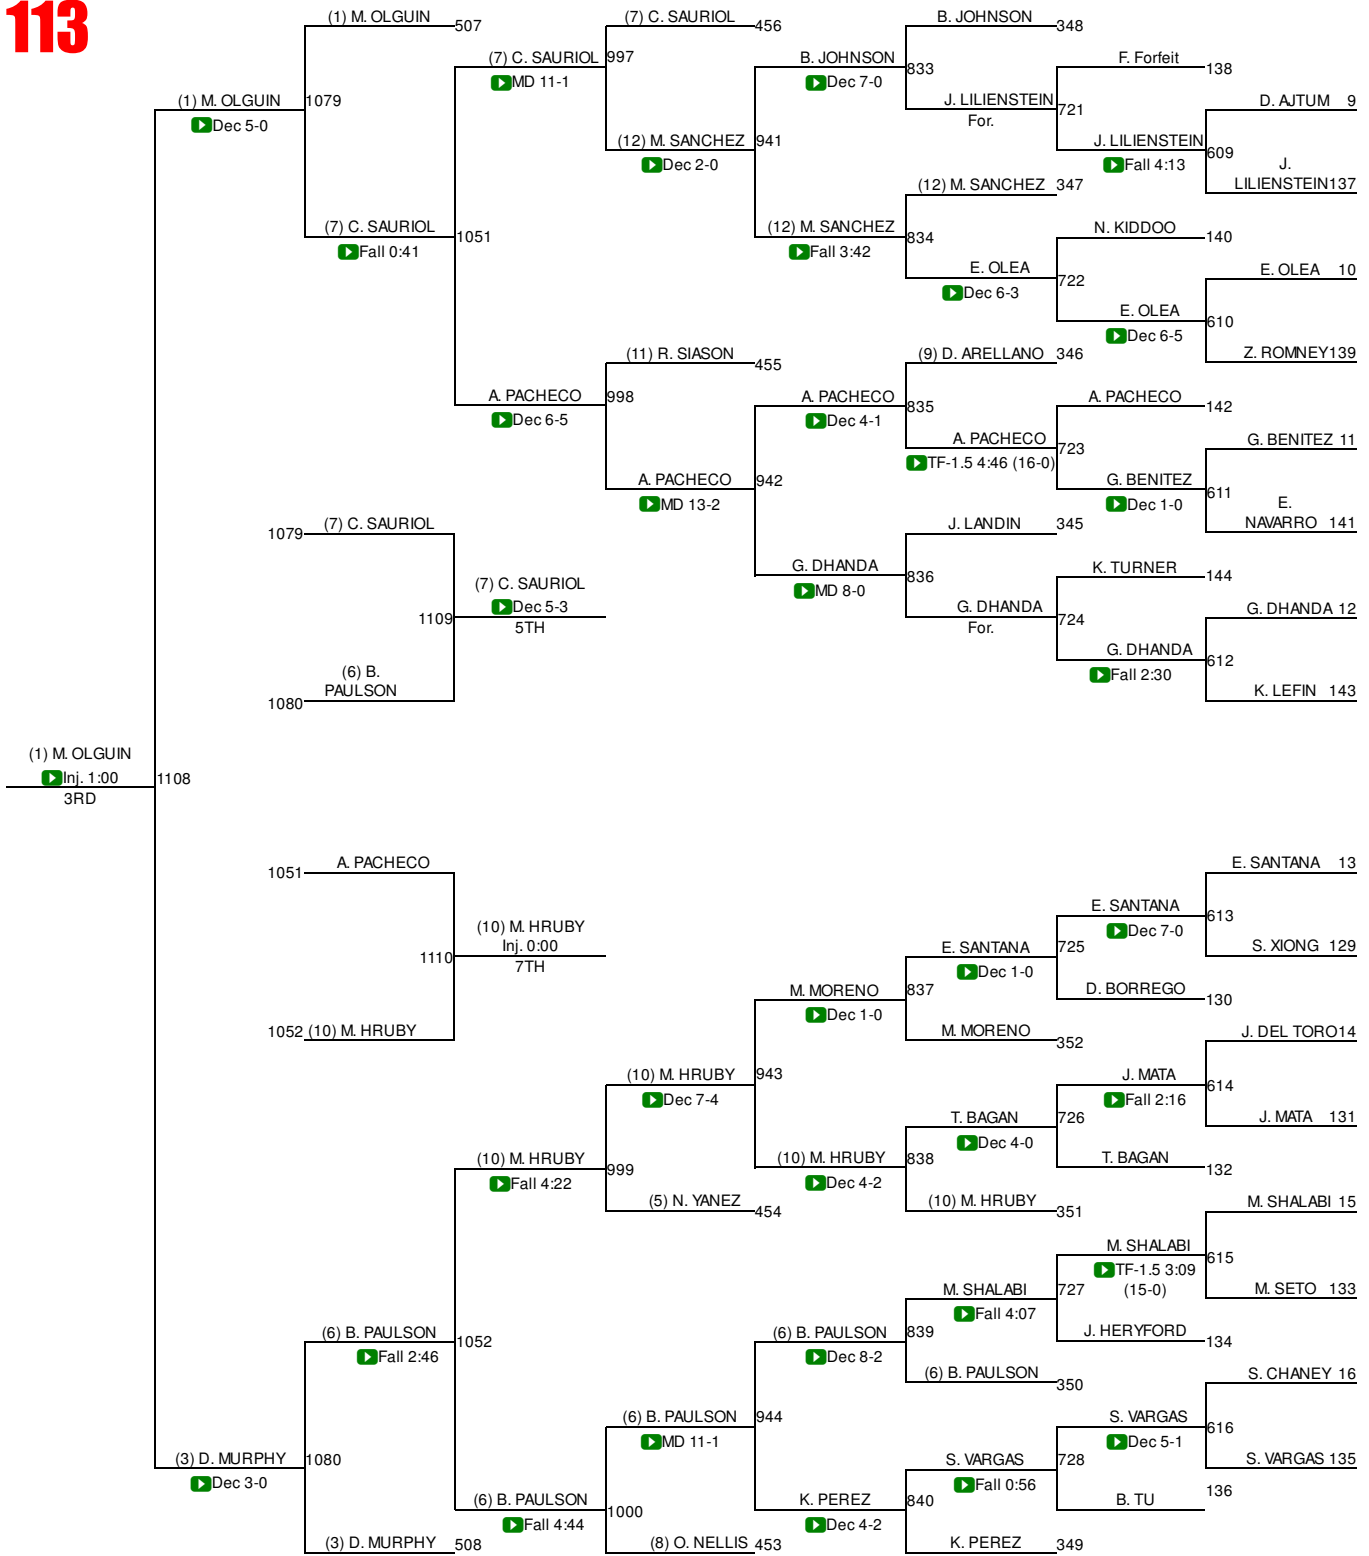 113
(1) M. OLGUIN
507
(7) C. SAURIOL
456
B. JOHNSON
348
(7) C. SAURIOL
997
MD 11-1
B. JOHNSON
833
Dec 7-0
F. Forfeit
138
(1) M. OLGUIN
1079
Dec 5-0
J. LILIENSTEIN
721
For.
D. AJTUM 9
(12) M. SANCHEZ
941
Dec 2-0
J. LILIENSTEIN
609
Fall 4:13
J.
LILIENSTEIN137
(12) M. SANCHEZ
347
(7) C. SAURIOL
1051
Fall 0:41
(12) M. SANCHEZ
834
Fall 3:42
N. KIDDOO
140
E. OLEA
722
Dec 6-3
E. OLEA 10
E. OLEA
610
Dec 6-5
(11) R. SIASON
455
(9) D. ARELLANO
346
Z. ROMNEY139
A. PACHECO
998
Dec 6-5
A. PACHECO
835
Dec 4-1
A. PACHECO
142
A. PACHECO
723
TF-1.5 4:46 (16-0)
G. BENITEZ 11
A. PACHECO
942
MD 13-2
G. BENITEZ
611
Dec 1-0
E.
NAVARRO 141
1079
(7) C. SAURIOL
J. LANDIN
345
(7) C. SAURIOL
Dec 5-3
1109
5TH
G. DHANDA
836
MD 8-0
K. TURNER
144
G. DHANDA
724
For.
G. DHANDA 12
G. DHANDA
612
Fall 2:30
(6) B.
PAULSON
1080
K. LEFIN 143
(1) M. OLGUIN
Inj. 1:00
1108
3RD
1051
A. PACHECO
E. SANTANA 13
(10) M. HRUBY
Inj. 0:00
1110
7TH
E. SANTANA
613
Dec 7-0
E. SANTANA
725
Dec 1-0
S. XIONG 129
M. MORENO
837
Dec 1-0
D. BORREGO
130
1052
(10) M. HRUBY
M. MORENO
352
J. DEL TORO14
(10) M. HRUBY
943
Dec 7-4
J. MATA
614
Fall 2:16
T. BAGAN
726
Dec 4-0
J. MATA 131
(10) M. HRUBY
999
Fall 4:22
(10) M. HRUBY
838
Dec 4-2
T. BAGAN
132
(5) N. YANEZ
454
(10) M. HRUBY
351
M. SHALABI 15
M. SHALABI
615
TF-1.5 3:09
(15-0)
M. SHALABI
727
Fall 4:07
M. SETO 133
(6) B. PAULSON
1052
Fall 2:46
(6) B. PAULSON
839
Dec 8-2
J. HERYFORD
134
(6) B. PAULSON
350
S. CHANEY 16
(6) B. PAULSON
944
MD 11-1
S. VARGAS
616
Dec 5-1
(3) D. MURPHY
1080
Dec 3-0
S. VARGAS
728
Fall 0:56
S. VARGAS 135
(6) B. PAULSON
1000
Fall 4:44
K. PEREZ
840
Dec 4-2
B. TU
136
(3) D. MURPHY
508
(8) O. NELLIS
453
K. PEREZ
349